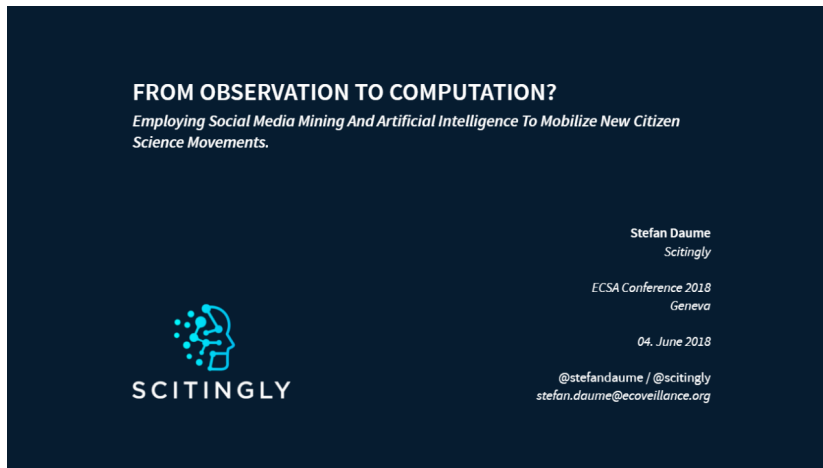 FROM OBSERVATION TO COMPUTATION?
Employing Social Media Mining And Artificial Intelligence To Mobilize New Citizen
Science Movements.
Stefan Daume
Scitingly
ECSA Conference 2018
Geneva
04. June 2018
@stefandaume / @scitingly
stefan.daume@ecoveillance.org
SCITINGLY